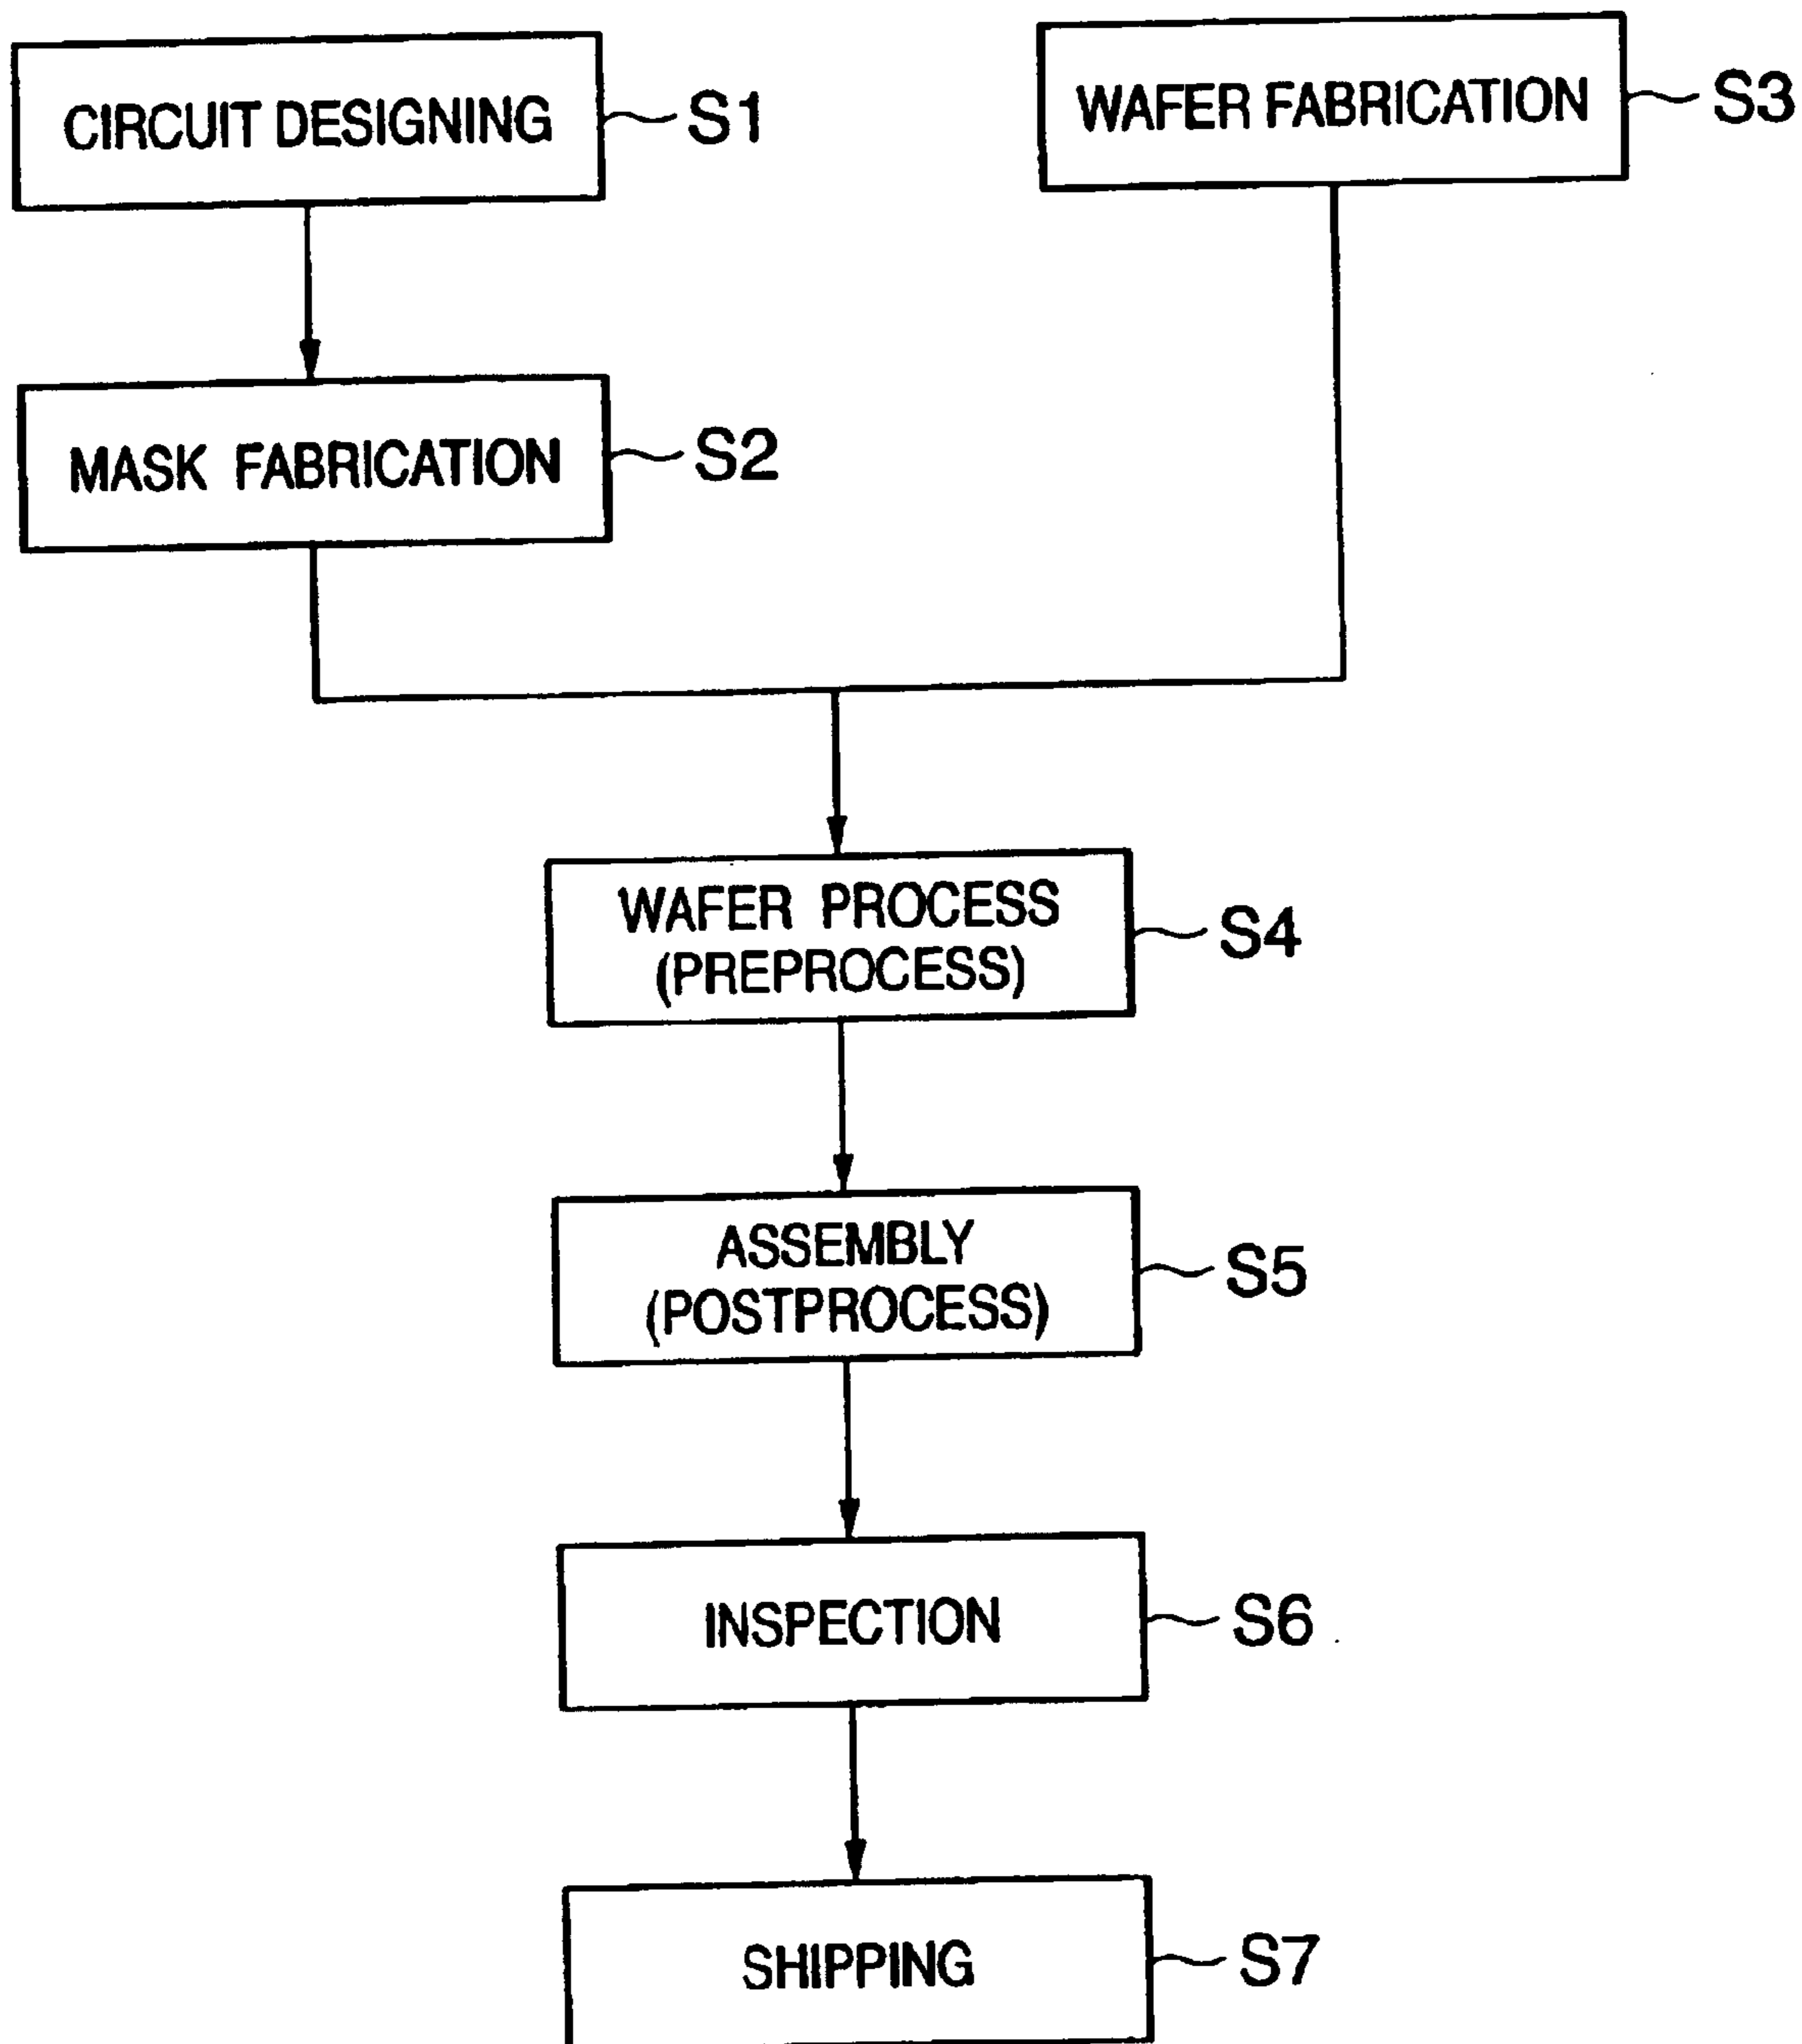 CIRCUIT DESIGNING
S1
WAFER FABRICATION
S3
MASK FABRICATION
S2
WAFER PROCESS
(PREPROCESS)
S4
ASSEMBLY
(POSTPROCESS)
S5
INSPECTION
S6
SHIPPING
S7